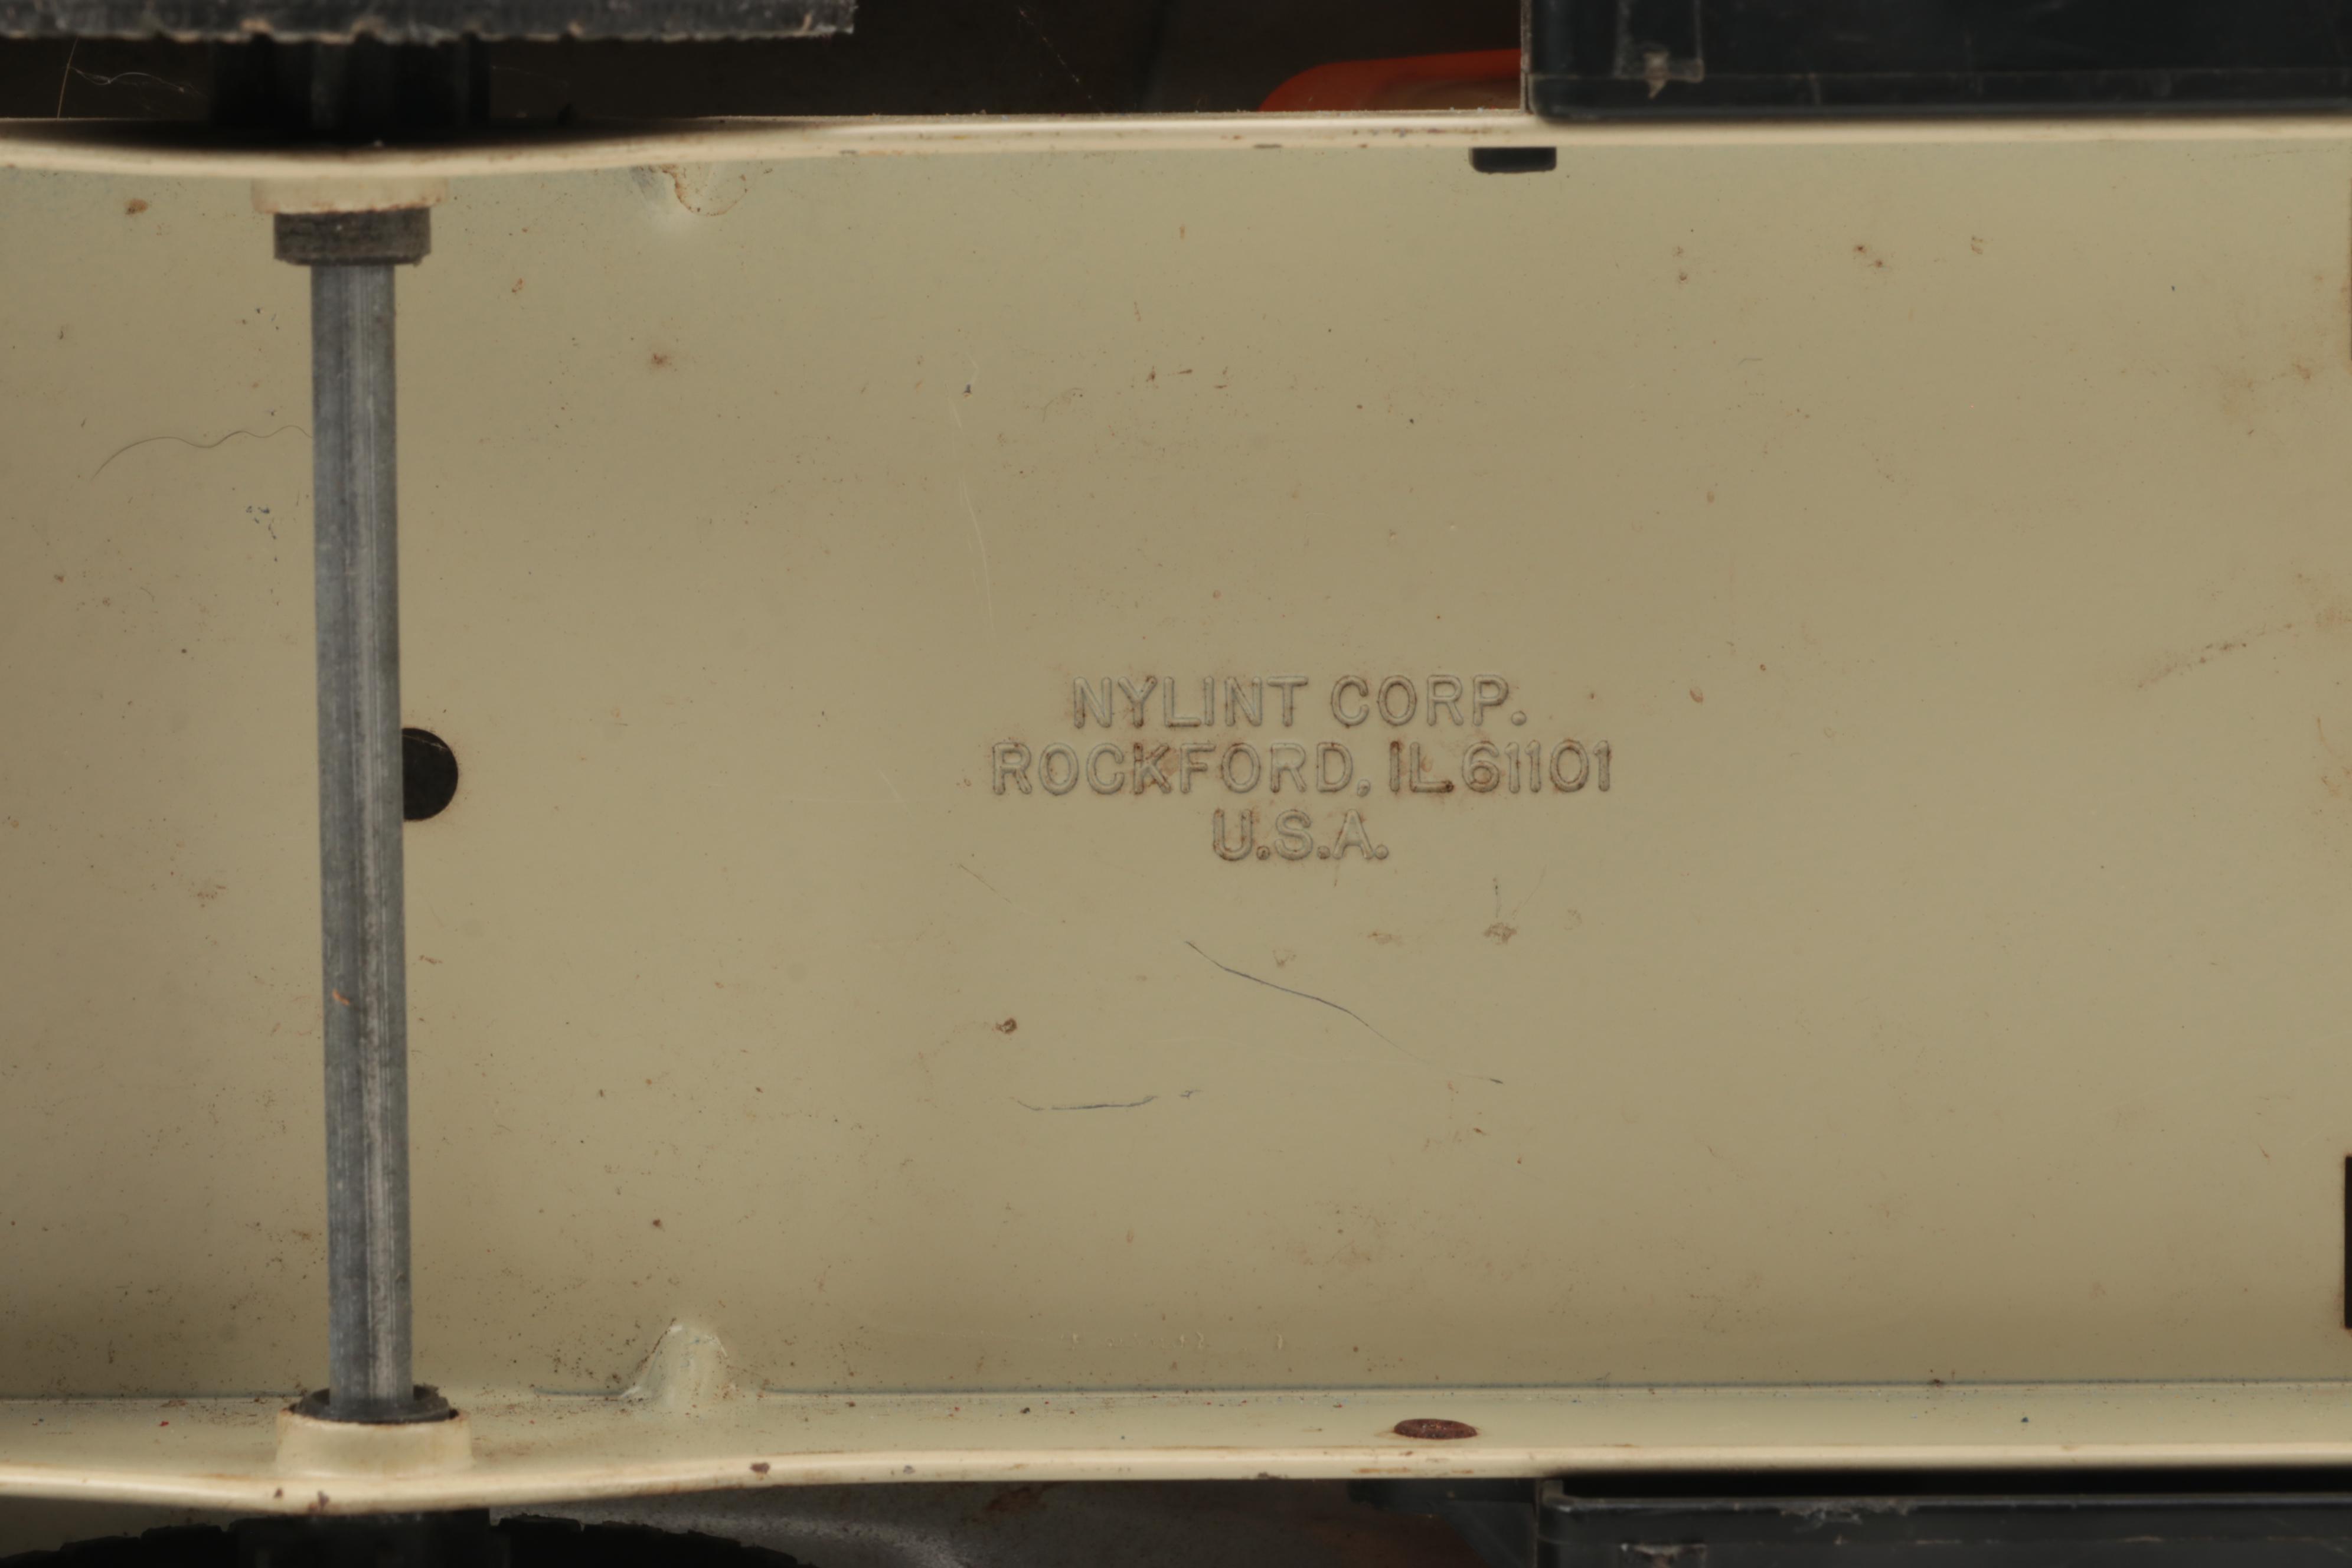 NYLINT CORP.
ROCKFORD, IL. 61101
U.S.A.